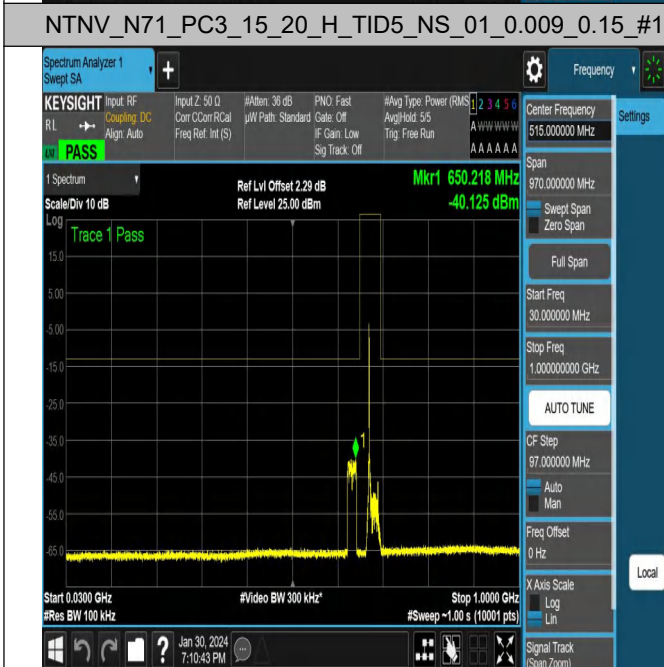 NTNV_N71_PC3_15_20_H_TID5_NS_01_0.009_0.15_#1
Spectrum Analyzer 1
Swept SA
+
Frequency
KEYSIGHT
RL
Input: RF
Coupling: DC
Align: Auto
Input Z: 50 Ω
Corr CCorr RCal
Freq Ref: Int (S)
#Atten: 36 dB
µW Path: Standard
PNO: Fast
Gate: Off
IF Gain: Low
Sig Track: Off
#Avg Type: Power (RMS
Avg|Hold: 5/5
Trig: Free Run
1 2 3 4 5 6
A W W W W W
A A A A A A
PASS
1 Spectrum
Scale/Div 10 dB
Ref Lvl Offset 2.29 dB
Ref Level 25.00 dBm
Mkr1 650.218 MHz
-40.125 dBm
Log
Trace 1 Pass
15.0
5.00
-5.00
-15.0
-25.0
-35.0
-45.0
-55.0
-65.0
1
Start 0.0300 GHz
#Res BW 100 kHz
#Video BW 300 kHz*
Stop 1.0000 GHz
#Sweep ~1.00 s (10001 pts)
Center Frequency
515.000000 MHz
Settings
Span
970.000000 MHz
Swept Span
Zero Span
Full Span
Start Freq
30.000000 MHz
Stop Freq
1.000000000 GHz
AUTO TUNE
CF Step
97.000000 MHz
Auto
Man
Freq Offset
0 Hz
X Axis Scale
Log
Lin
Local
Signal Track
(Span Zoom)
?
Jan 30, 2024
7:10:43 PM